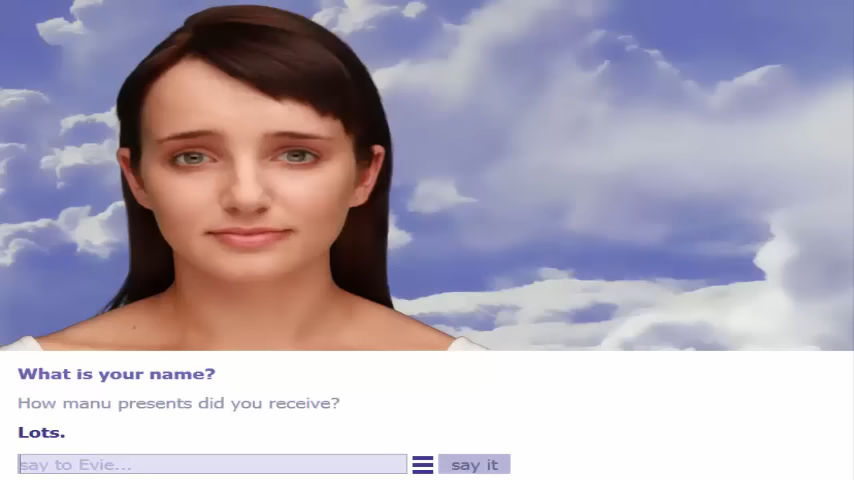 What is your name?
How manu presents did you receive?
Lots.
say to Evie...
say it